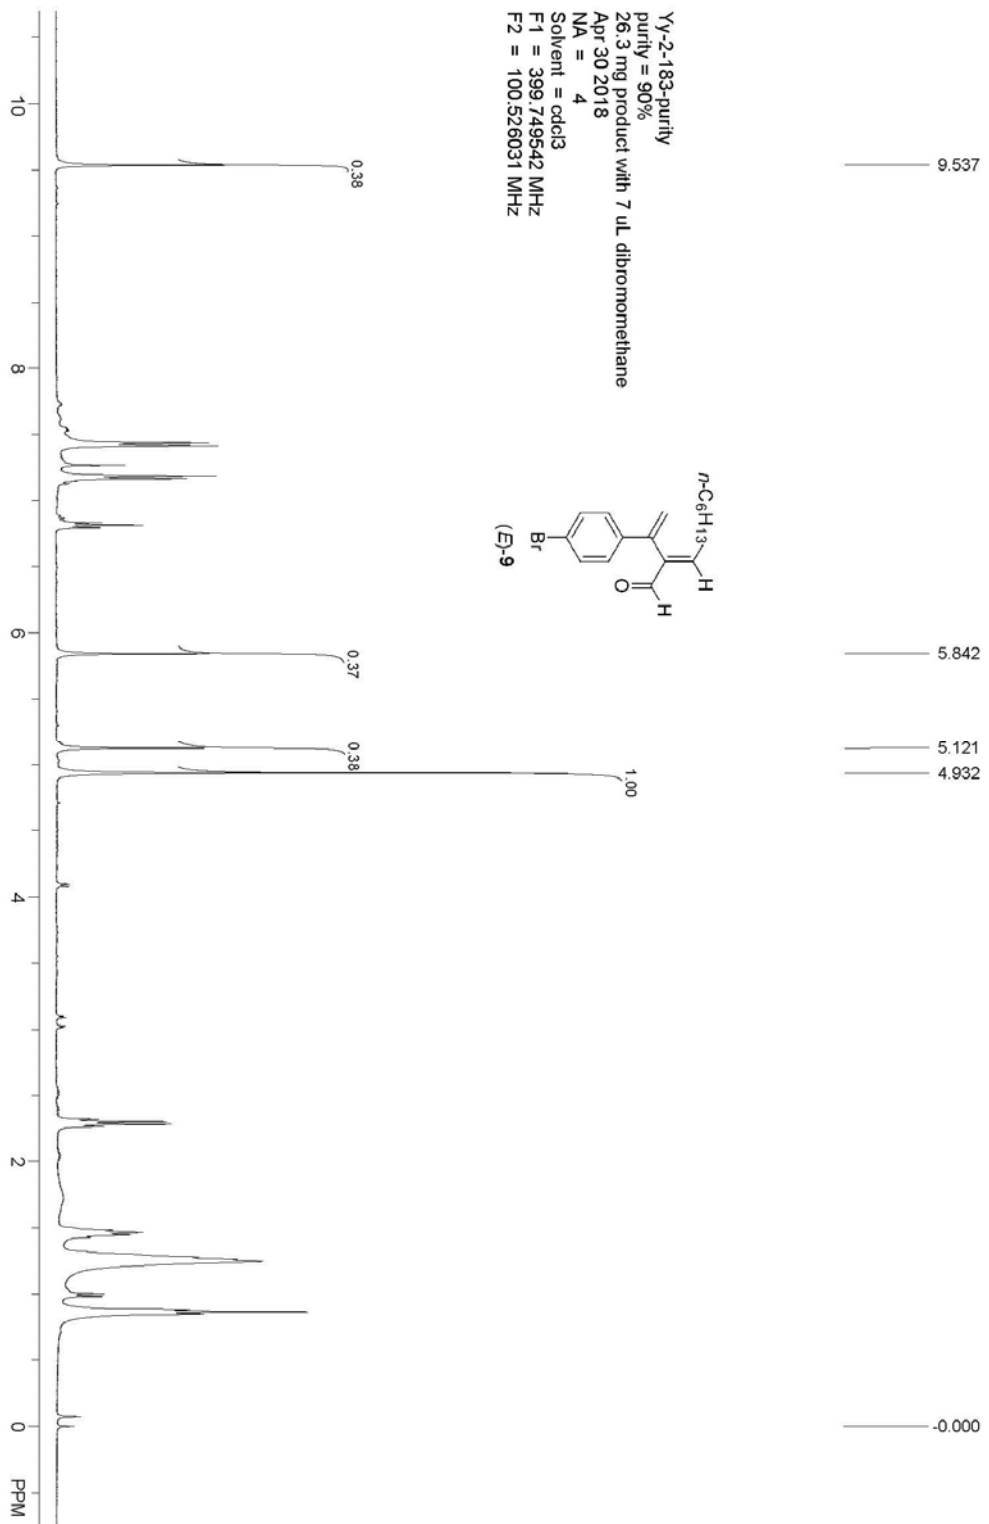 Yy-2-183-purity
purity = 90%
26.3 mg product with 7 uL dibromomethane
Apr 30 2018
NA = 4
Solvent = cdcl3
F1 = 399.749542 MHz
F2 = 100.526031 MHz
n-C6H13
H
H
O
Br
(E)-9
9.537
5.842
5.121
4.932
-0.000
0.38
0.37
0.38
1.00
10
8
6
4
2
0
PPM